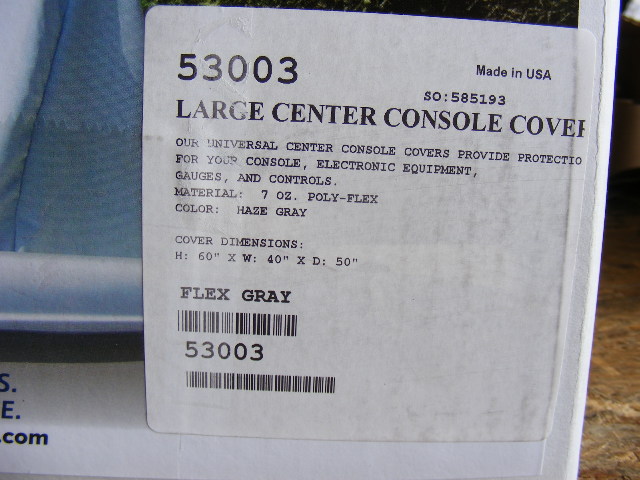 53003
Made in USA
SO:585193
LARGE CENTER CONSOLE COVER
OUR UNIVERSAL CENTER CONSOLE COVERS PROVIDE PROTECTIO
FOR YOUR CONSOLE, ELECTRONIC EQUIPMENT,
GAUGES, AND CONTROLS.
MATERIAL: 7 OZ. POLY-FLEX
COLOR: HAZE GRAY
COVER DIMENSIONS:
H: 60" X W: 40" X D: 50"
FLEX GRAY
53003
S.
E.
.com